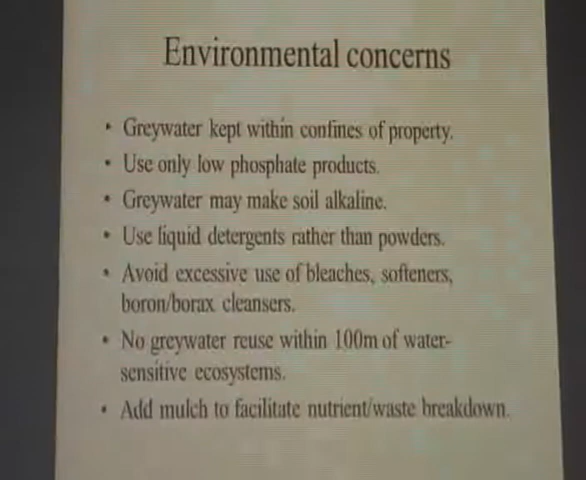 Environmental concerns
• Greywater kept within confines of property.
• Use only low phosphate products.
• Greywater may make soil alkaline.
• Use liquid detergents rather than powders.
• Avoid excessive use of bleaches, softeners,
boron/borax cleansers.
• No greywater reuse within 100m of water-
sensitive ecosystems.
• Add mulch to facilitate nutrient/waste breakdown.